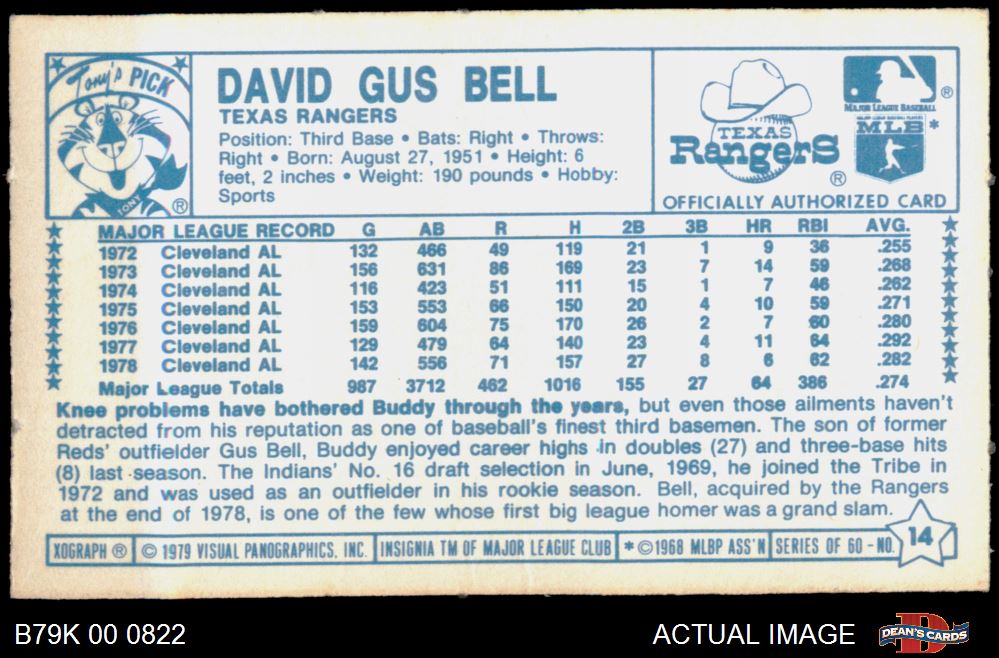 Tony's PICK
TONY
®
DAVID GUS BELL
TEXAS RANGERS
Position: Third Base • Bats: Right • Throws:
Right • Born: August 27, 1951 • Height: 6
feet, 2 inches • Weight: 190 pounds • Hobby:
Sports
TEXAS
Rangers ®
MAJOR LEAGUE BASEBALL ®
MAJOR LEAGUE BASEBALL PLAYERS
MLB *
OFFICIALLY AUTHORIZED CARD
MAJOR LEAGUE RECORD G AB R H 2B 3B HR RBI AVG.
1972 Cleveland AL 132 466 49 119 21 1 9 36 .255
1973 Cleveland AL 156 631 86 169 23 7 14 59 .268
1974 Cleveland AL 116 423 51 111 15 1 7 46 .262
1975 Cleveland AL 153 553 66 150 20 4 10 59 .271
1976 Cleveland AL 159 604 75 170 26 2 7 60 .280
1977 Cleveland AL 129 479 64 140 23 4 11 64 .292
1978 Cleveland AL 142 556 71 157 27 8 6 62 .282
Major League Totals 987 3712 462 1016 155 27 64 386 .274
Knee problems have bothered Buddy through the years, but even those ailments haven't
detracted from his reputation as one of baseball's finest third basemen. The son of former
Reds' outfielder Gus Bell, Buddy enjoyed career highs in doubles (27) and three-base hits
(8) last season. The Indians' No. 16 draft selection in June, 1969, he joined the Tribe in
1972 and was used as an outfielder in his rookie season. Bell, acquired by the Rangers
at the end of 1978, is one of the few whose first big league homer was a grand slam.
XOGRAPH ® © 1979 VISUAL PANOGRAPHICS, INC. INSIGNIA TM OF MAJOR LEAGUE CLUB * ©1968 MLBP ASS'N SERIES OF 60 - NO. 14
B79K 00 0822
ACTUAL IMAGE
DEAN'S CARDS